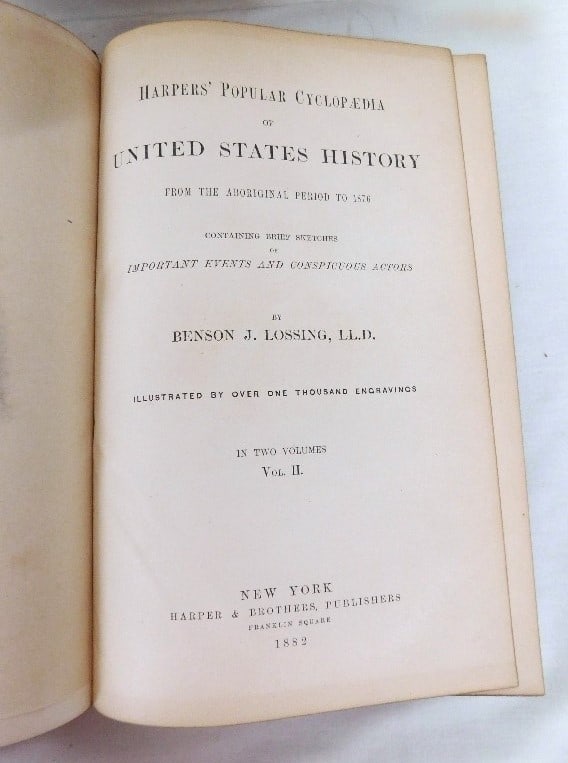 HARPERS' POPULAR CYCLOPÆDIA
OF
UNITED STATES HISTORY
FROM THE ABORIGINAL PERIOD TO 1876
CONTAINING BRIEF SKETCHES
OF
IMPORTANT EVENTS AND CONSPICUOUS ACTORS
BY
BENSON J. LOSSING, LL.D.
ILLUSTRATED BY OVER ONE THOUSAND ENGRAVINGS
IN TWO VOLUMES
VOL. II.
NEW YORK
HARPER & BROTHERS, PUBLISHERS
FRANKLIN SQUARE
1882